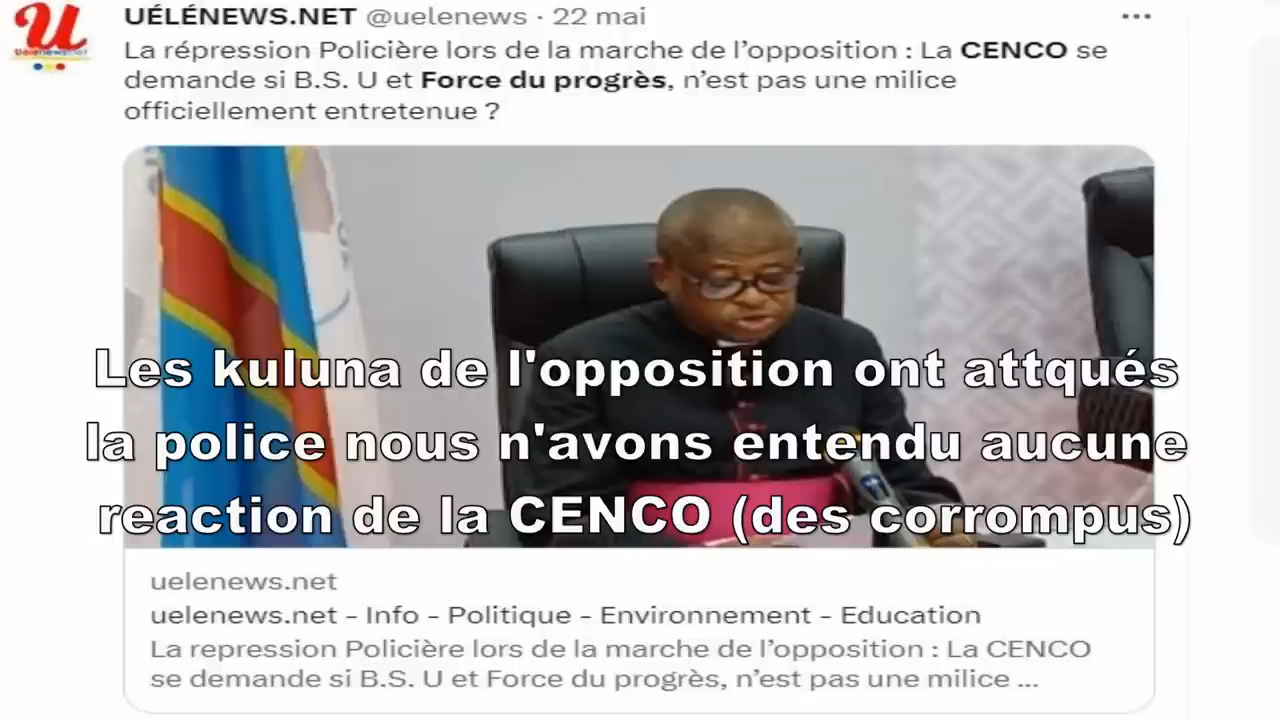 UÉLÉNEWS.NET @uelenews · 22 mai
La répression Policière lors de la marche de l’opposition : La CENCO se
demande si B.S. U et Force du progrès, n’est pas une milice
officiellement entretenue ?
Les kuluna de l'opposition ont attqués
la police nous n'avons entendu aucune
reaction de la CENCO (des corrompus)
uelenews.net
uelenews.net – Info – Politique – Environnement – Education
La repression Policière lors de la marche de l’opposition : La CENCO
se demande si B.S. U et Force du progrès, n’est pas une milice ...